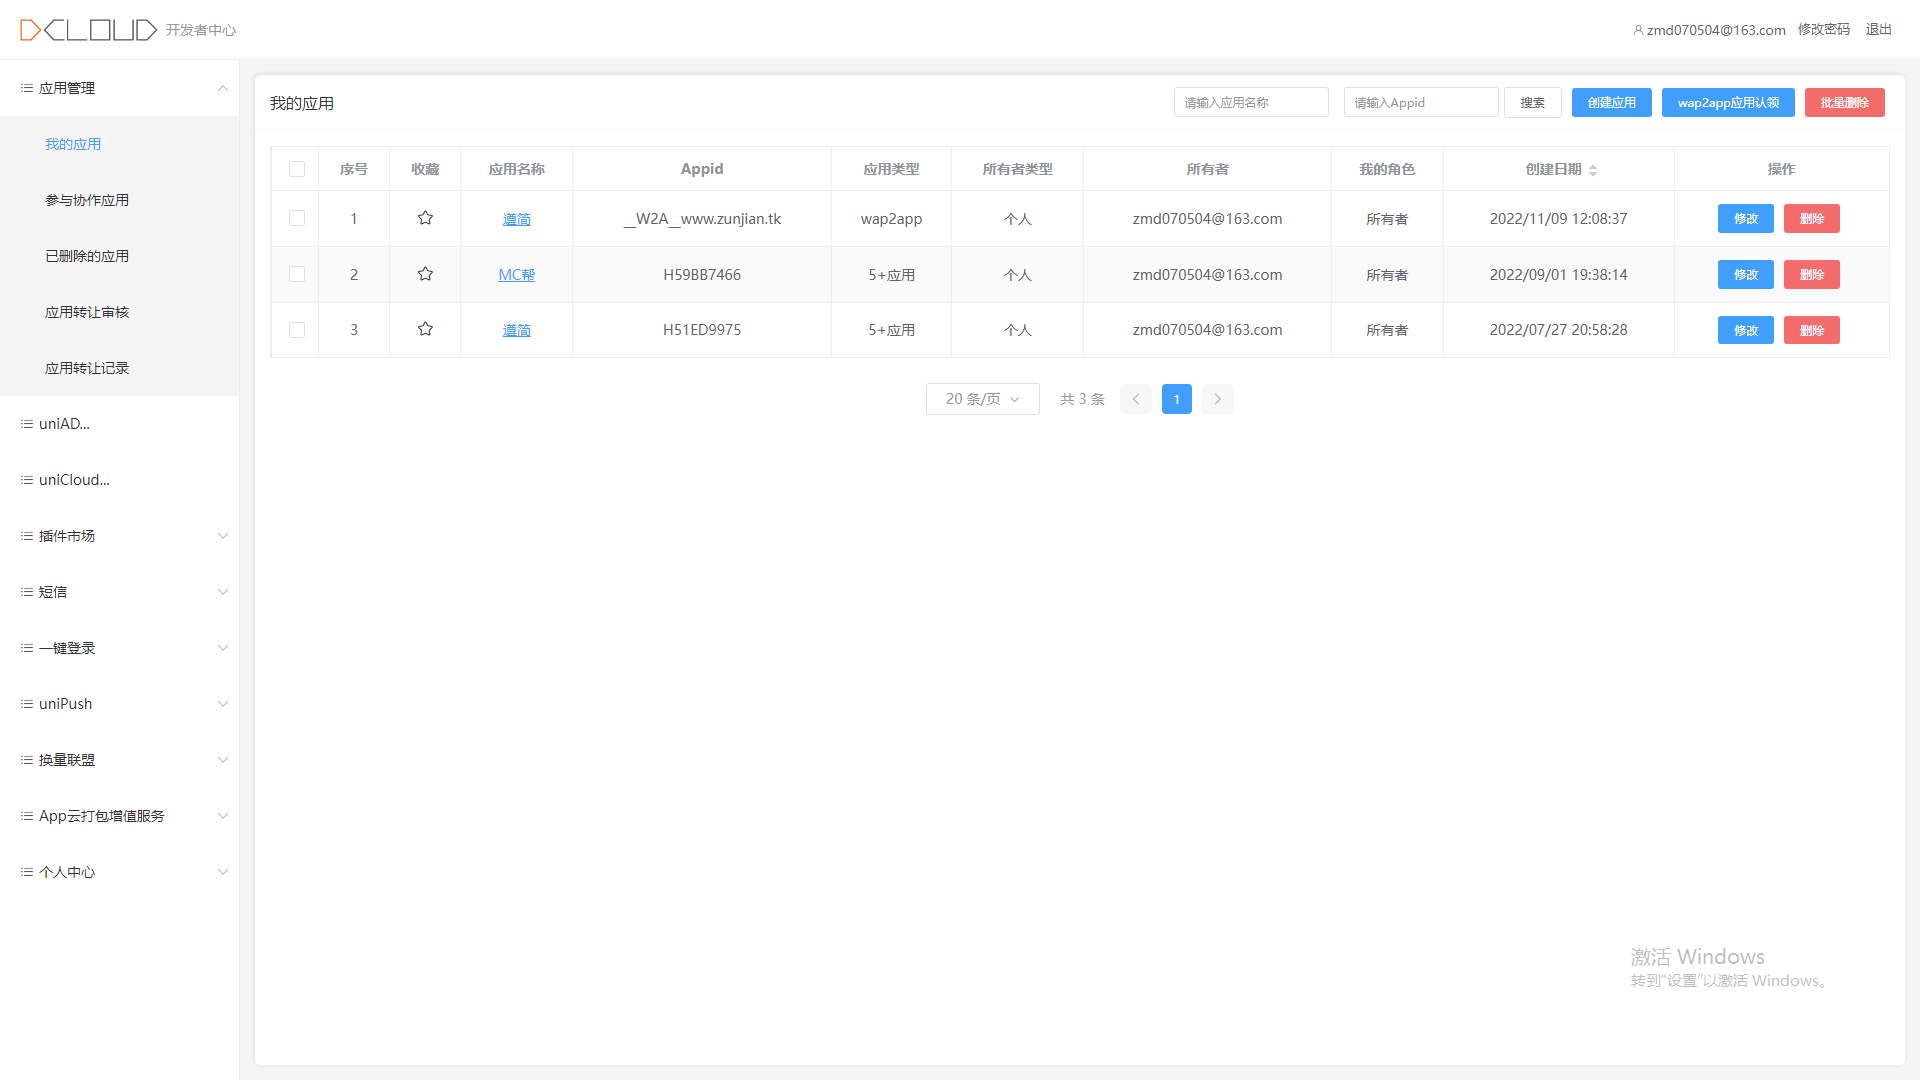 DCLOUD 开发者中心
zmd070504@163.com 修改密码 退出
应用管理
我的应用
参与协作应用
已删除的应用
应用转让审核
应用转让记录
uniAD...
uniCloud...
插件市场
短信
一键登录
uniPush
换量联盟
App云打包增值服务
个人中心
我的应用 请输入应用名称 请输入Appid 搜索 创建应用 wap2app应用认领 批量删除
序号 收藏 应用名称 Appid 应用类型 所有者类型 所有者 我的角色 创建日期 操作
1 遵简 __W2A__www.zunjian.tk wap2app 个人 zmd070504@163.com 所有者 2022/11/09 12:08:37 修改 删除
2 MC帮 H59BB7466 5+应用 个人 zmd070504@163.com 所有者 2022/09/01 19:38:14 修改 删除
3 遵简 H51ED9975 5+应用 个人 zmd070504@163.com 所有者 2022/07/27 20:58:28 修改 删除
20 条/页 共 3 条 1
激活 Windows
转到“设置”以激活 Windows。